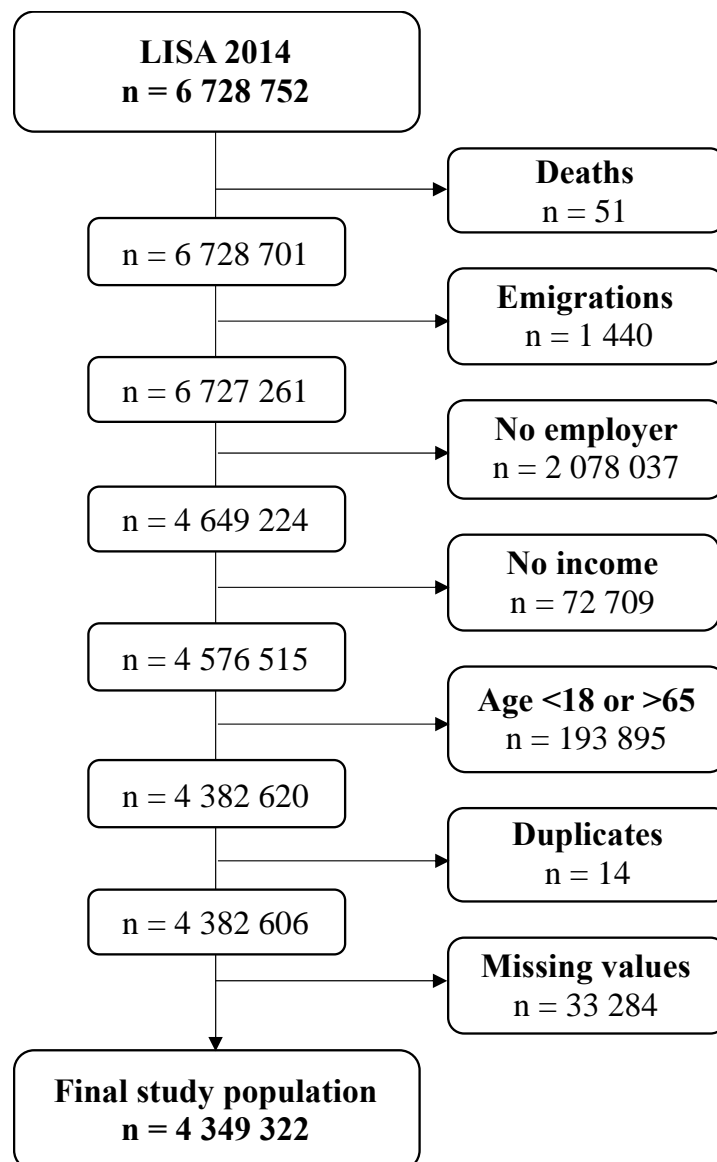 LISA 2014
n = 6 728 752
Deaths
n = 51
n = 6 728 701
Emigrations
n = 1 440
n = 6 727 261
No employer
n = 2 078 037
n = 4 649 224
No income
n = 72 709
n = 4 576 515
Age <18 or >65
n = 193 895
n = 4 382 620
Duplicates
n = 14
n = 4 382 606
Missing values
n = 33 284
Final study population
n = 4 349 322